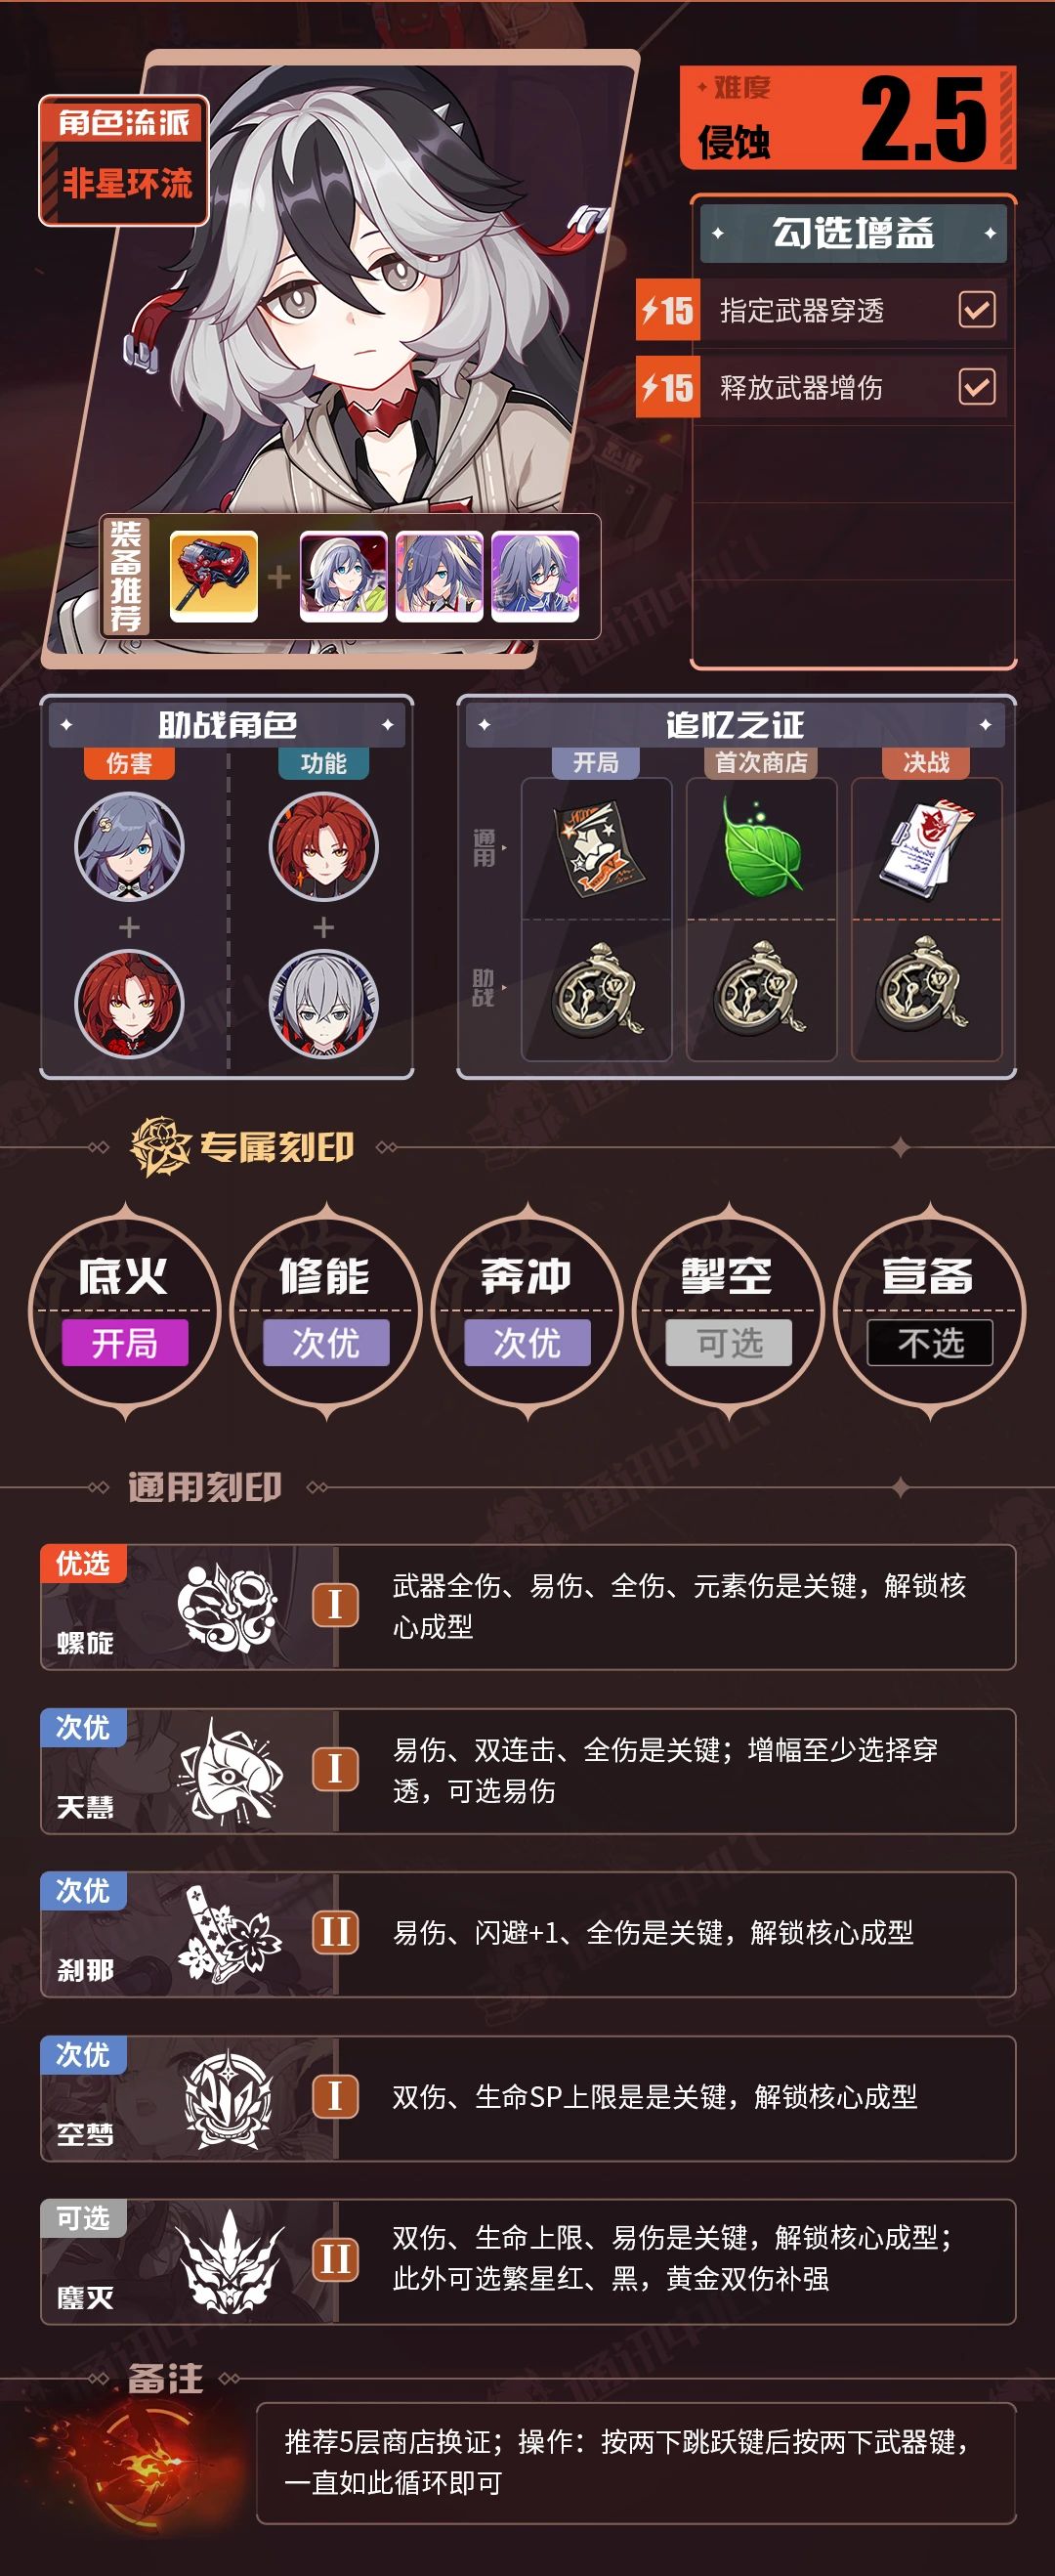 角色流派
非星环流
难度
侵蚀
2.5
勾选增益
15 指定武器穿透
15 释放武器增伤
装备推荐
助战角色
伤害 功能
追忆之证
开局 首次商店 决战
通用
助战
专属刻印
底火 修能 奔冲 掣空 宣备
开局 次优 次优 可选 不选
通用刻印
优选
螺旋
I
武器全伤、易伤、全伤、元素伤是关键，解锁核
心成型
次优
天慧
I
易伤、双连击、全伤是关键；增幅至少选择穿
透，可选易伤
次优
刹那
II
易伤、闪避+1、全伤是关键，解锁核心成型
次优
空梦
I
双伤、生命SP上限是是关键，解锁核心成型
可选
鏖灭
II
双伤、生命上限、易伤是关键，解锁核心成型；
此外可选繁星红、黑，黄金双伤补强
备注
推荐5层商店换证；操作：按两下跳跃键后按两下武器键，
一直如此循环即可
通讯中心